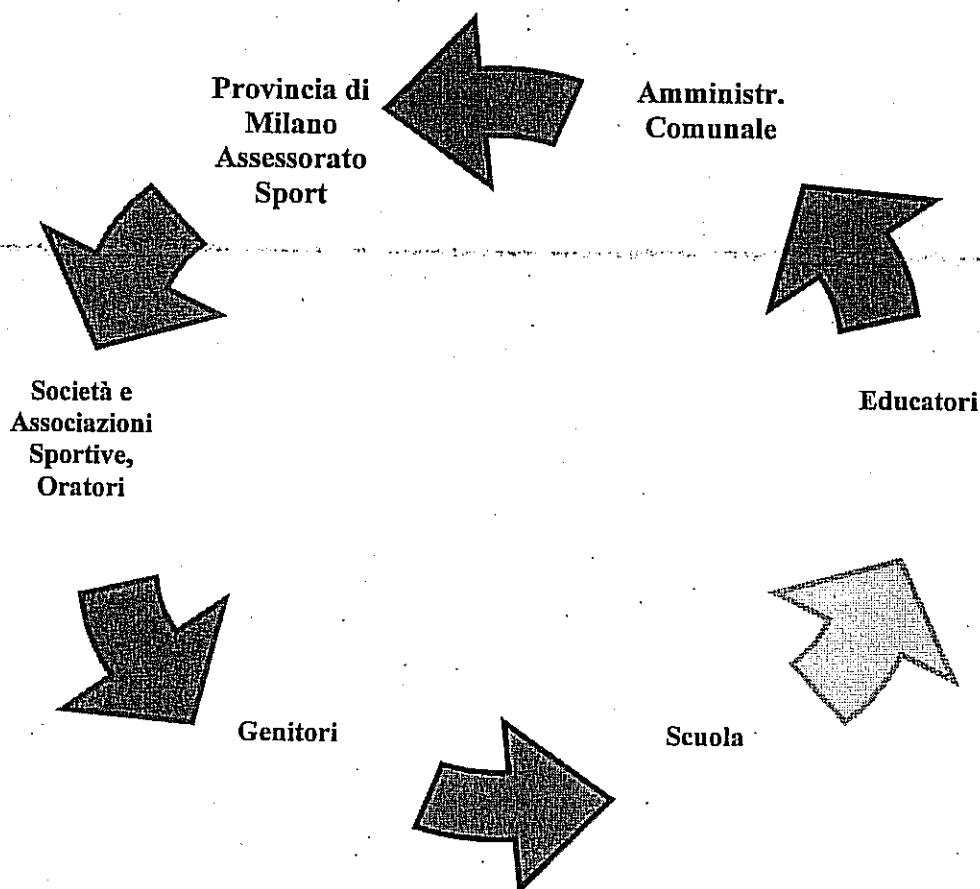 Provincia di
Milano
Assessorato
Sport
Amministr.
Comunale
Società e
Associazioni
Sportive,
Oratori
Educatori
Genitori
Scuola